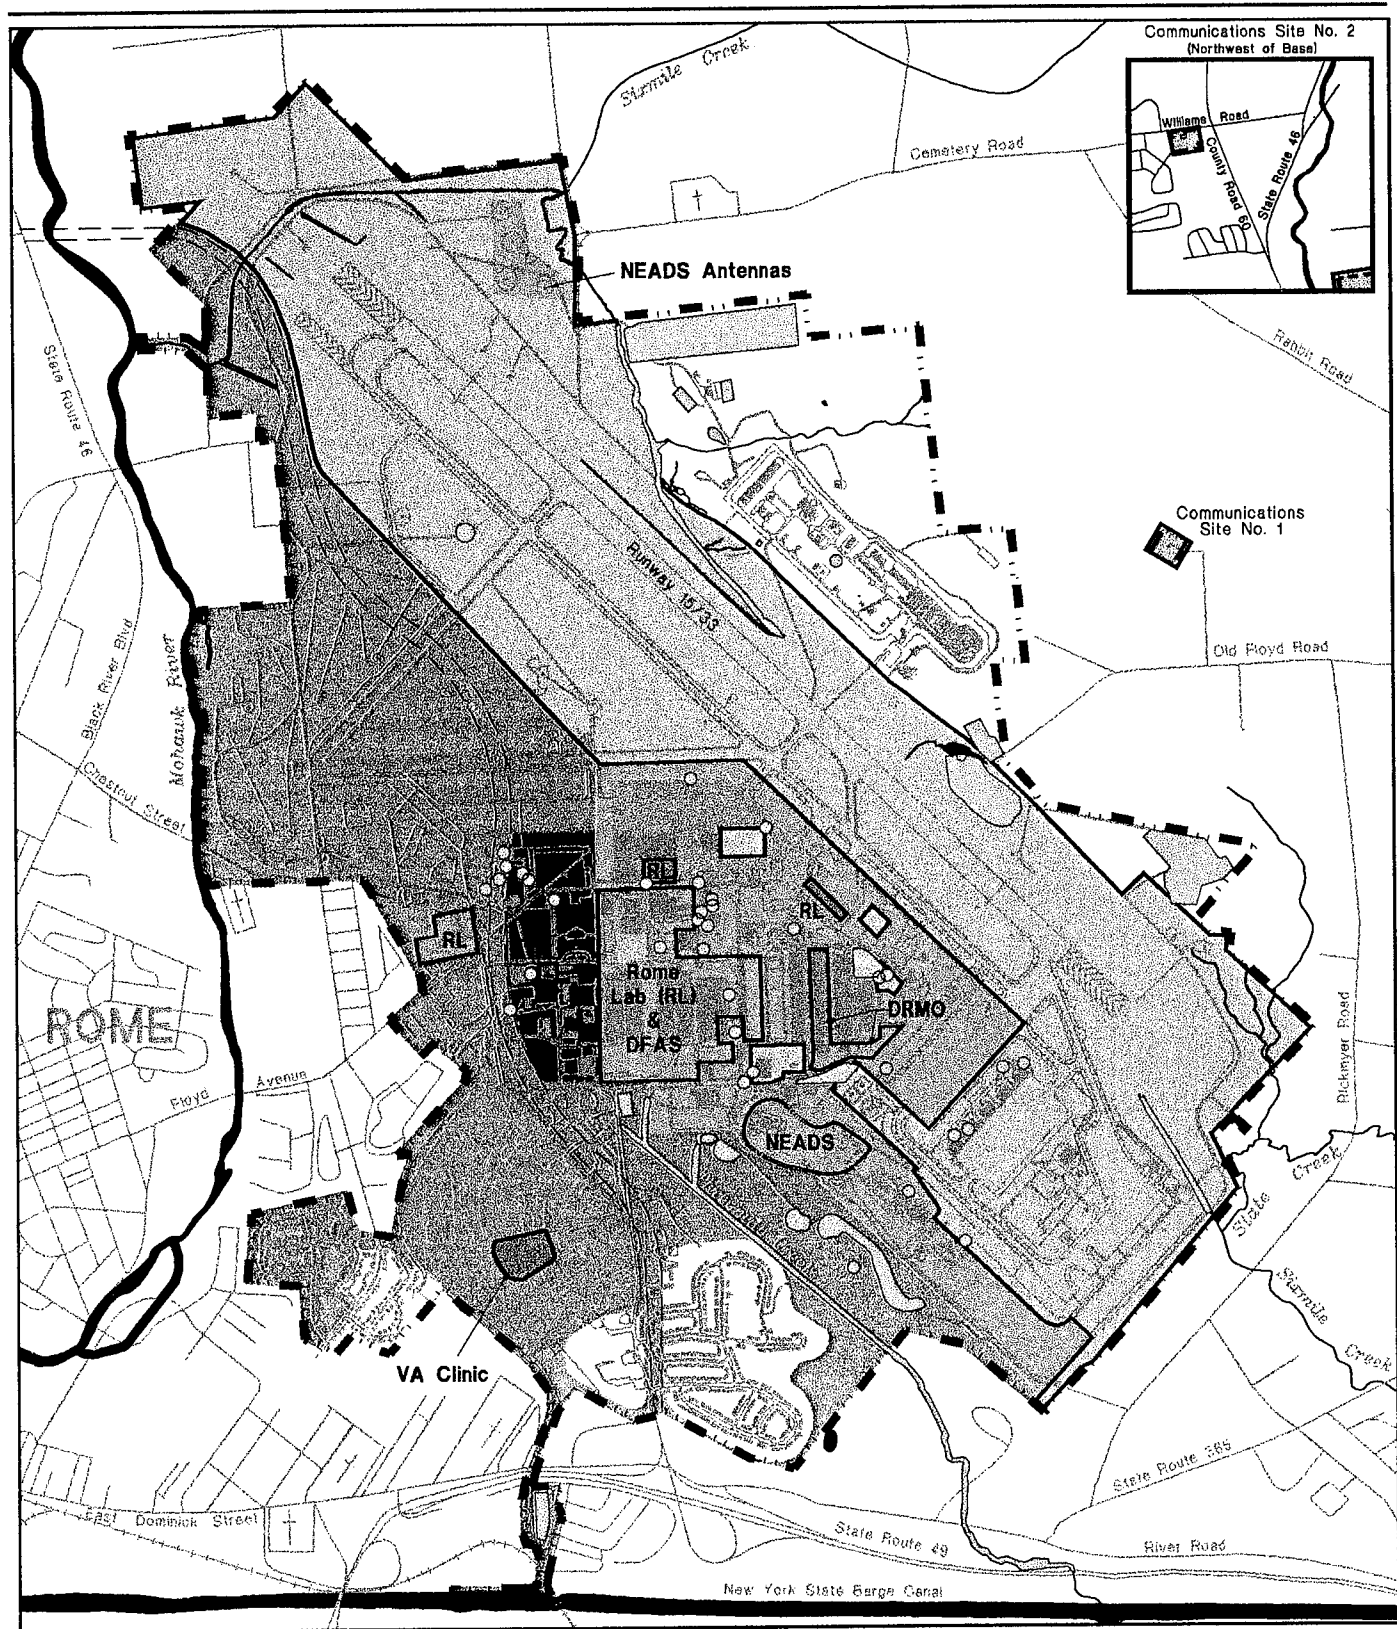 Communications Site No. 2
(Northwest of Base)
Williams Road
County Road 60
State Route 46
Sixmile Creek
Cemetery Road
NEADS Antennas
Rabbit Road
State Route 46
Communications
Site No. 1
Runway 15/33
Old Floyd Road
Black River Blvd
Mohawk River
Chestnut Street
RL
RL
RL
Rome
Lab (RL)
&
DFAS
DRMO
ROME
Rickmyer Road
Floyd Avenue
NEADS
Slate Creek
Sixmile Creek
VA Clinic
State Route 365
East Dominick Street
State Route 49
River Road
New York State Barge Canal